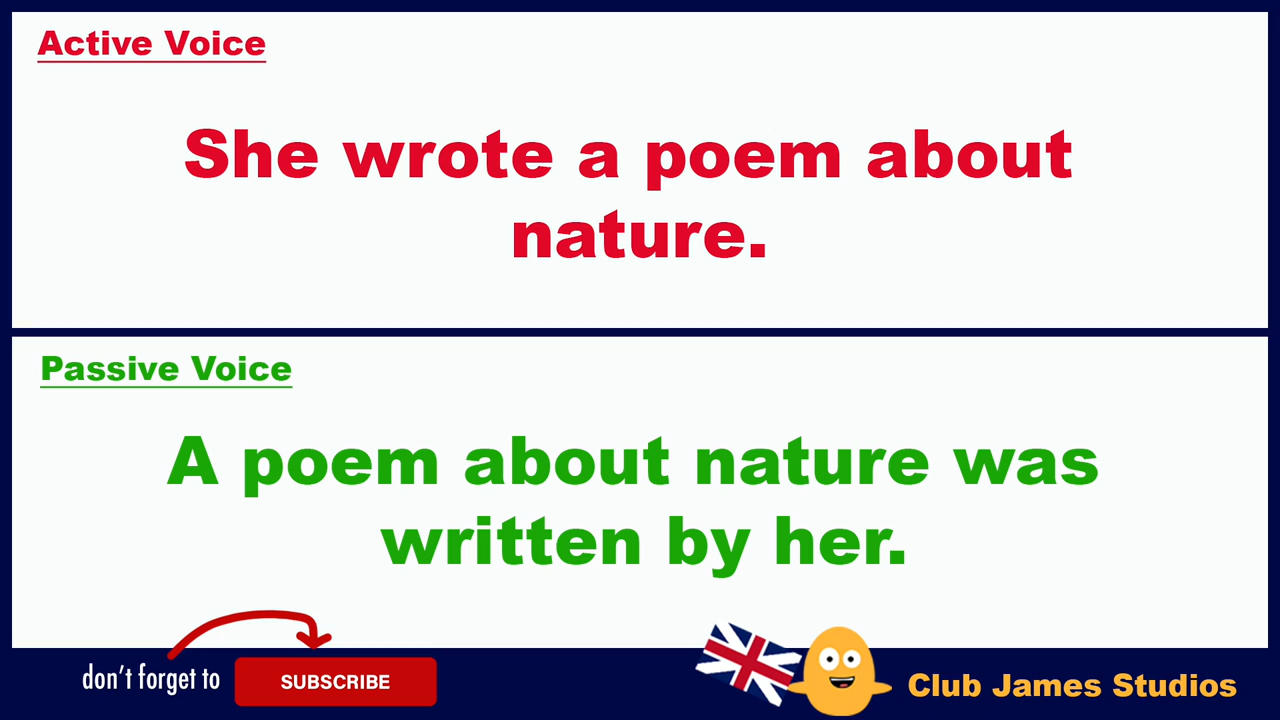 Active Voice
She wrote a poem about
nature.
Passive Voice
A poem about nature was
written by her.
don't forget to
SUBSCRIBE
Club James Studios